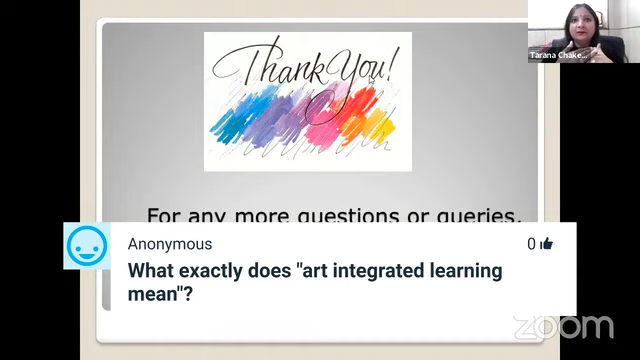 Thank You!
Tarana Chake...
For any more questions or queries,
Anonymous
0
What exactly does "art integrated learning
mean"?
zoom